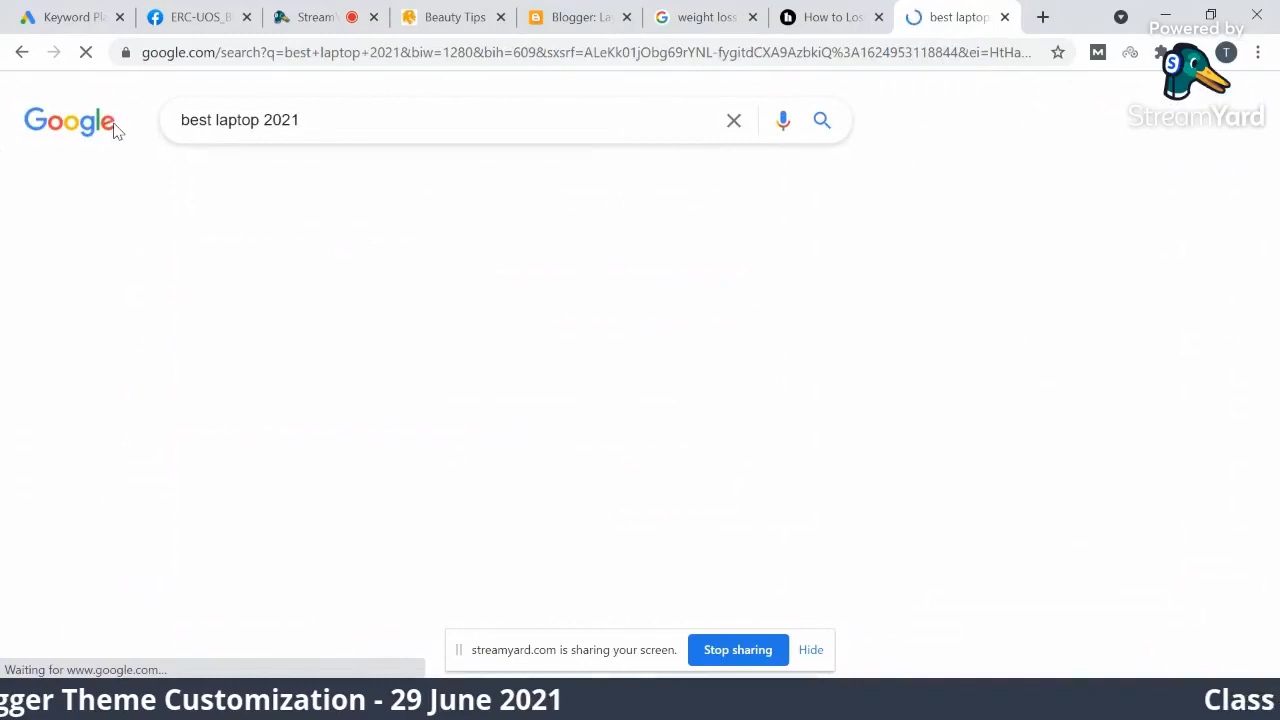 Keyword Pl
ERC-UOS_
Stream
Beauty Tips
Blogger: La
weight loss
How to Los
best laptop
Powered by
google.com/search?q=best+laptop+2021&biw=1280&bih=609&sxsrf=ALeKk01jObg69rYNL-fygitdCXA9AzbkiQ%3A1624953118844&ei=HtHa...
M
T
S
StreamYard
Google
best laptop 2021
streamyard.com is sharing your screen.
Stop sharing
Hide
Waiting for www.google.com...
gger Theme Customization - 29 June 2021
Class